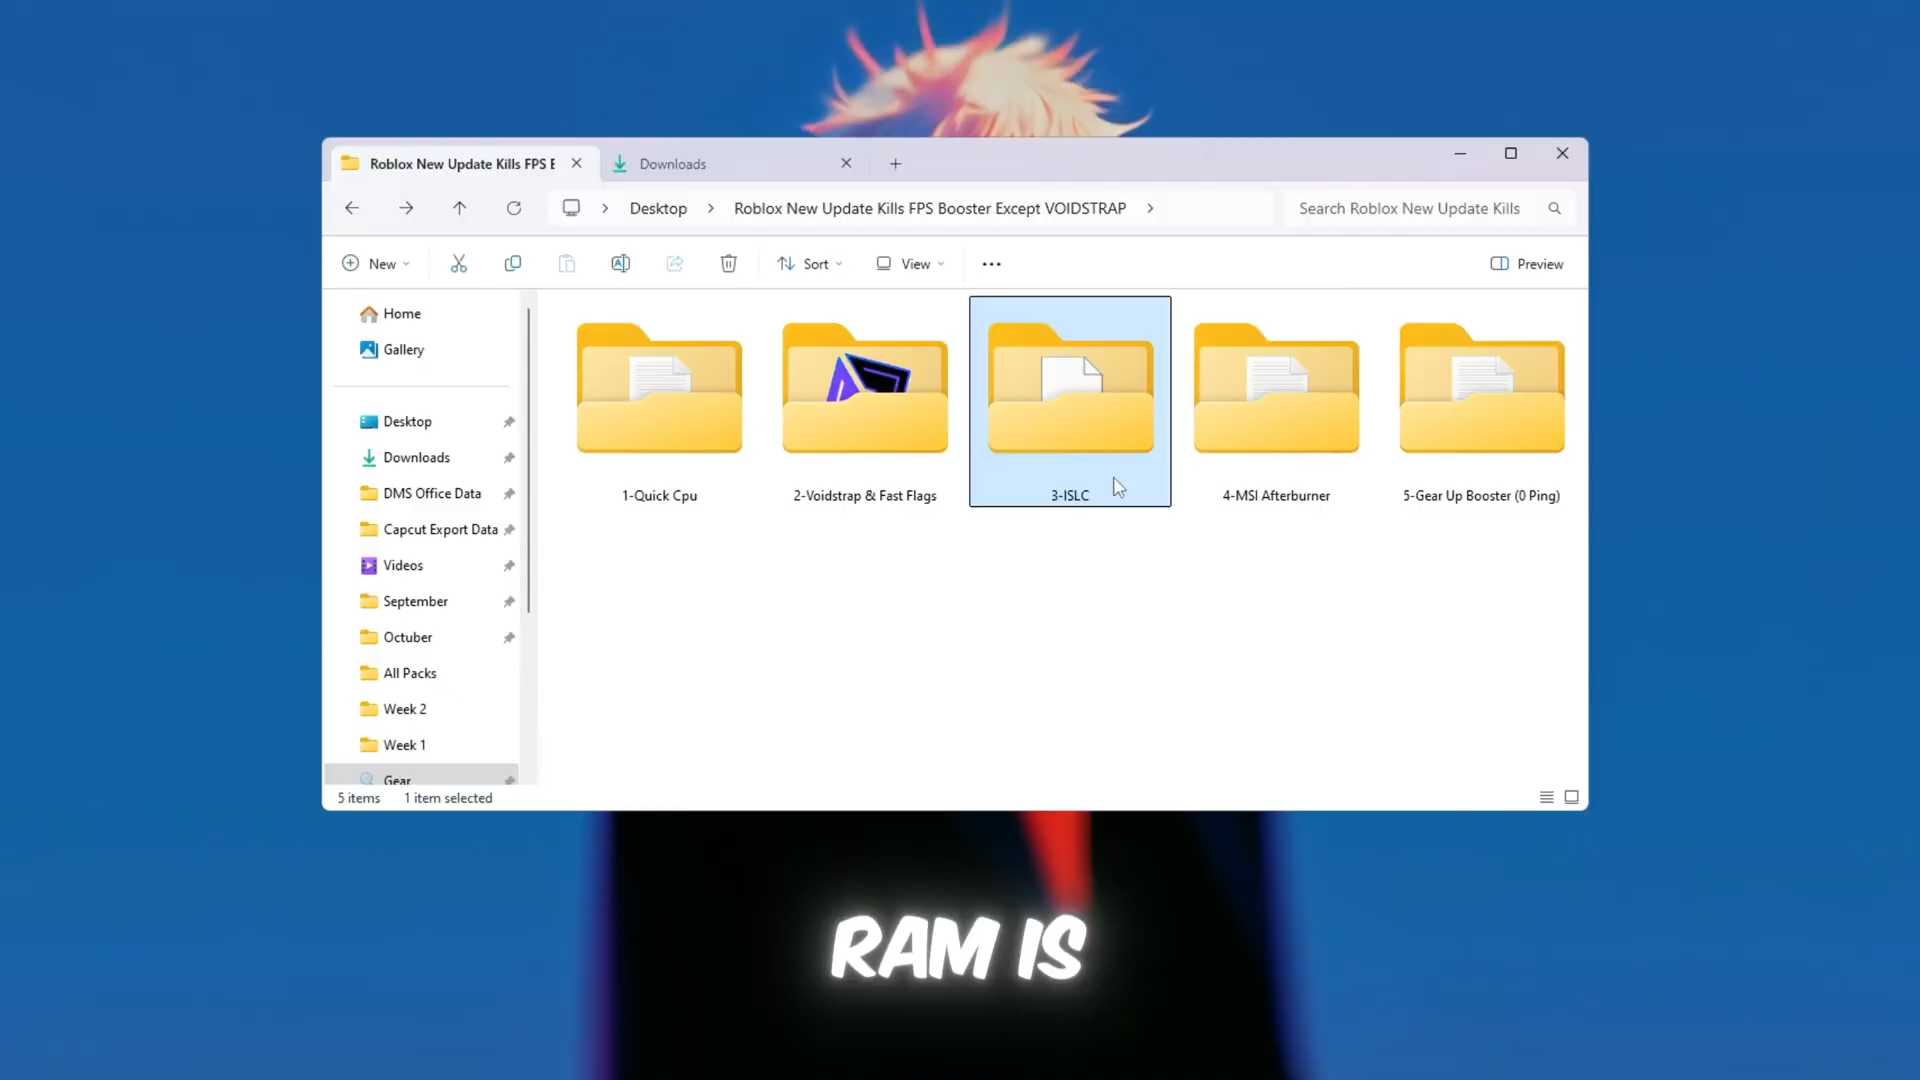 Roblox New Update Kills FPS E
Downloads
Desktop
Roblox New Update Kills FPS Booster Except VOIDSTRAP
Search Roblox New Update Kills
New
Sort
View
Preview
Home
Gallery
Desktop
Downloads
DMS Office Data
Capcut Export Data
Videos
September
Octuber
All Packs
Week 2
Week 1
Gear
1-Quick Cpu
2-Voidstrap & Fast Flags
3-ISLC
4-MSI Afterburner
5-Gear Up Booster (0 Ping)
5 items
1 item selected
RAM IS